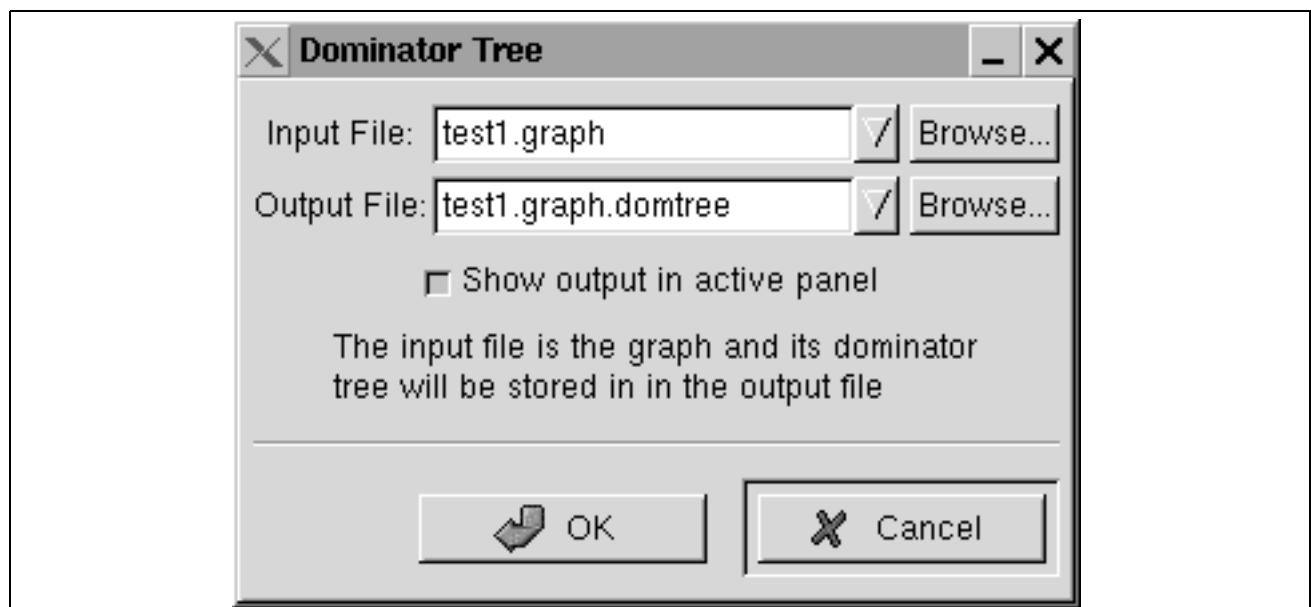 Dominator Tree
Input File: test1.graph Browse...
Output File: test1.graph.domtree Browse...
Show output in active panel
The input file is the graph and its dominator
tree will be stored in in the output file
OK Cancel